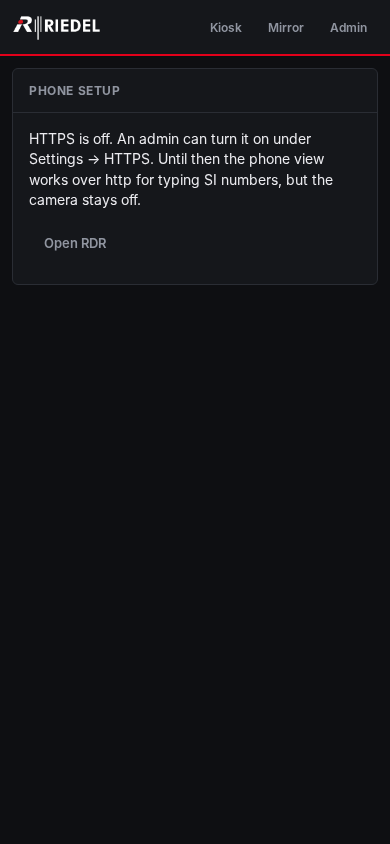 RIEDEL
Kiosk Mirror Admin
PHONE SETUP
HTTPS is off. An admin can turn it on under
Settings → HTTPS. Until then the phone view
works over http for typing SI numbers, but the
camera stays off.
Open RDR